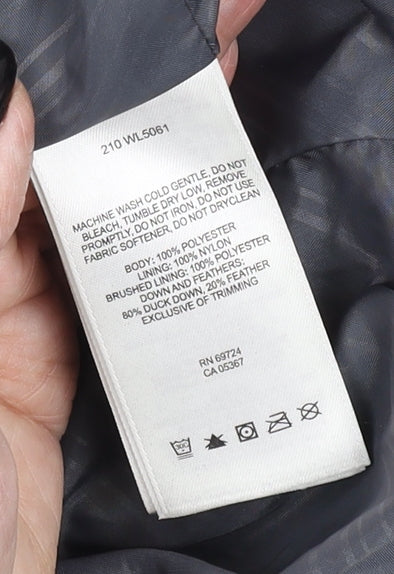 210 WL5061
MACHINE WASH COLD GENTLE, DO NOT
BLEACH, TUMBLE DRY LOW, REMOVE
PROMPTLY, DO NOT IRON, DO NOT USE
FABRIC SOFTENER, DO NOT DRYCLEAN
BODY: 100% POLYESTER
LINING: 100% NYLON
BRUSHED LINING: 100% POLYESTER
DOWN AND FEATHERS:
80% DUCK DOWN, 20% FEATHER
EXCLUSIVE OF TRIMMING
RN 69724
CA 05367